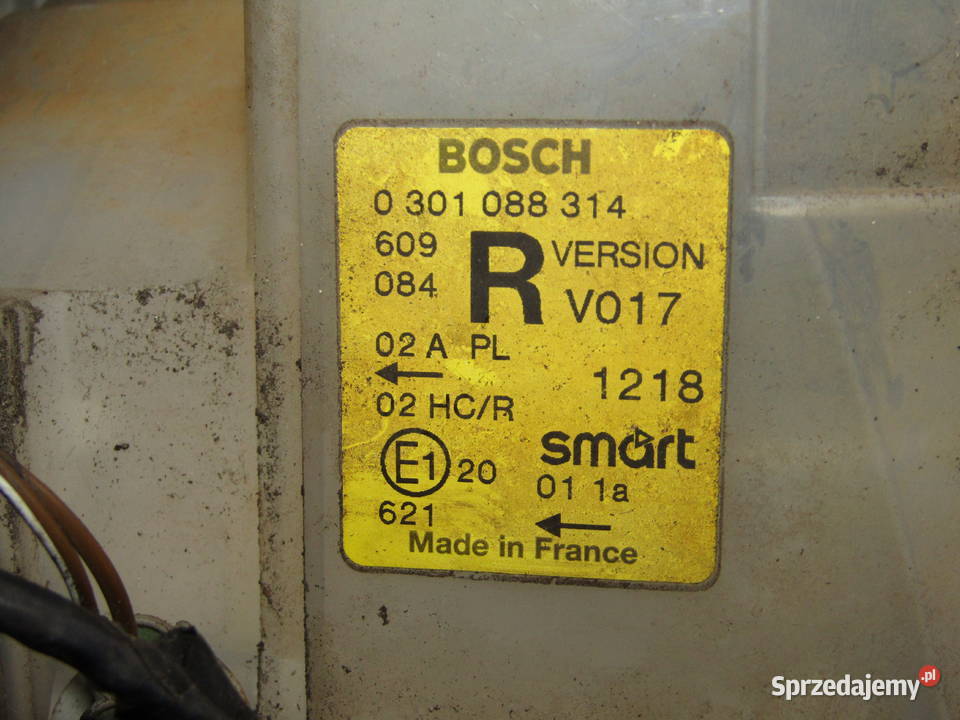 BOSCH
0 301 088 314
609
084
R
VERSION
V017
02 A PL
1218
02 HC/R
smart
E1 20
01 1a
621
Made in France
Sprzedajemy.pl